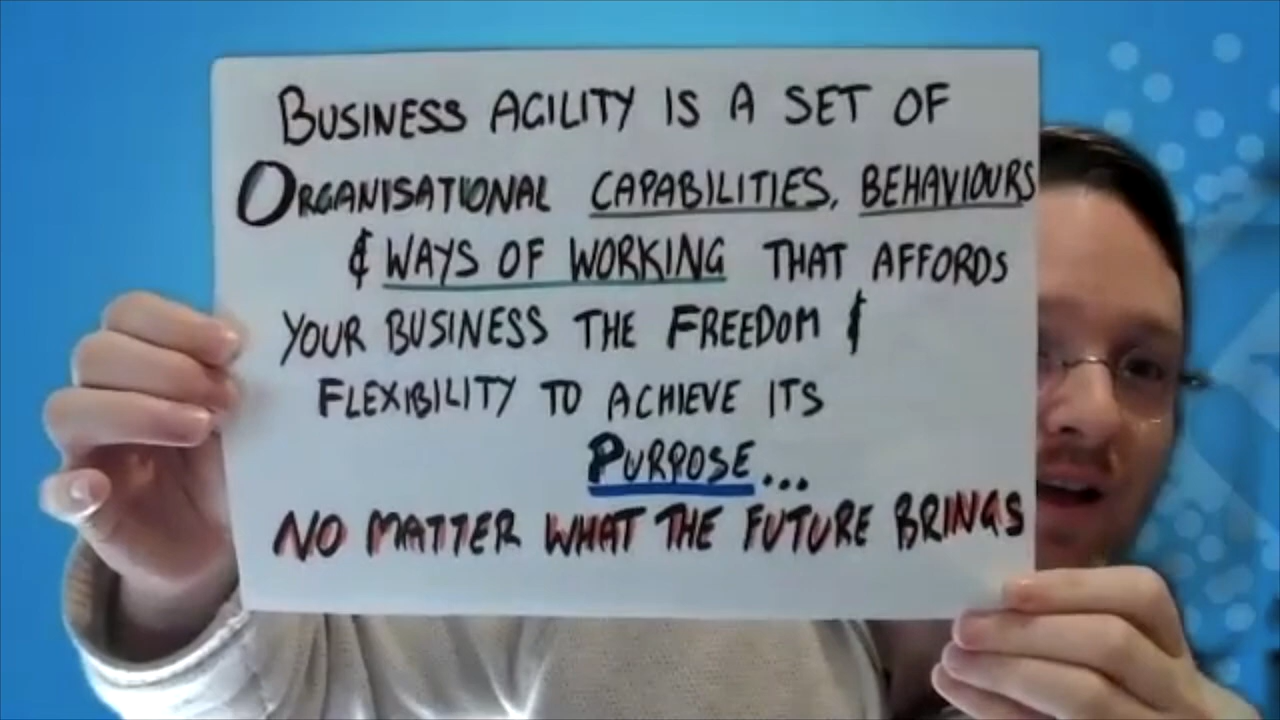 BUSINESS AGILITY IS A SET OF
ORGANISATIONAL CAPABILITIES, BEHAVIOURS
& WAYS OF WORKING THAT AFFORDS
YOUR BUSINESS THE FREEDOM &
FLEXIBILITY TO ACHIEVE ITS
PURPOSE...
NO MATTER WHAT THE FUTURE BRINGS